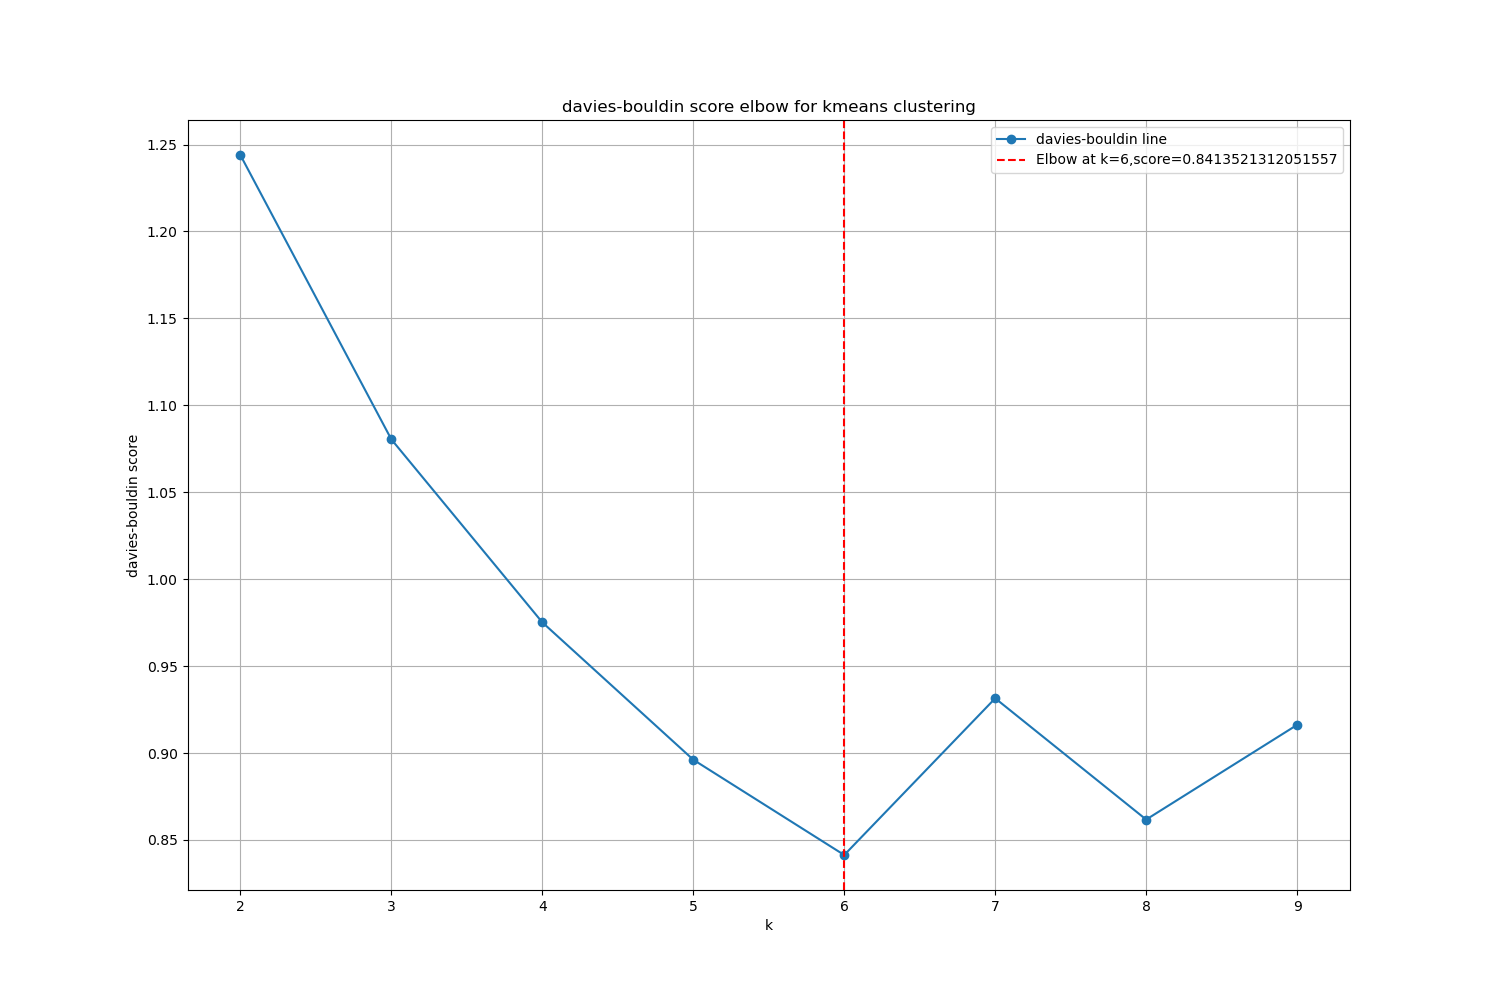 davies-bouldin score elbow for kmeans clustering
davies-bouldin line
Elbow at k=6,score=0.8413521312051557
1.25
1.20
1.15
1.10
1.05
1.00
0.95
0.90
0.85
davies-bouldin score
2 3 4 5 6 7 8 9
k